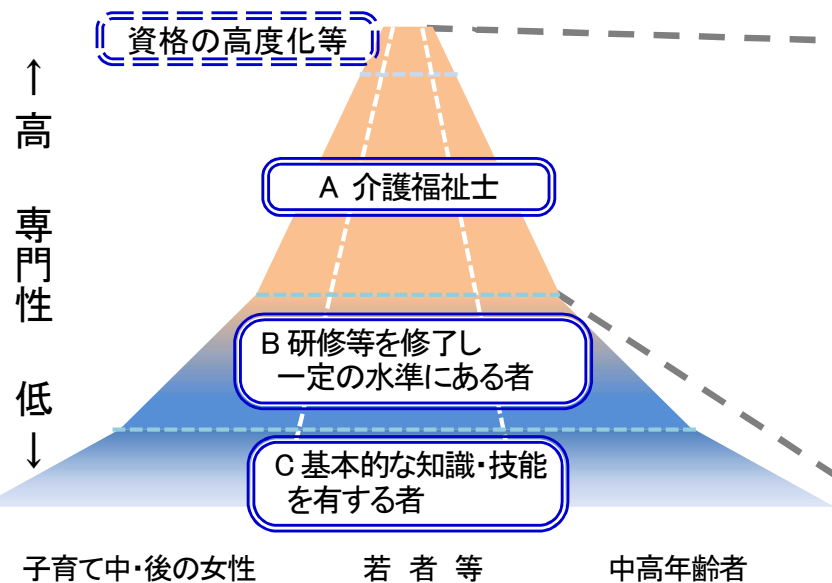 資格の高度化等
↑
高
専門性
低
↓
A 介護福祉士
B 研修等を修了し
一定の水準にある者
C 基本的な知識・技能
を有する者
子育て中・後の女性
若 者 等
中高年齢者